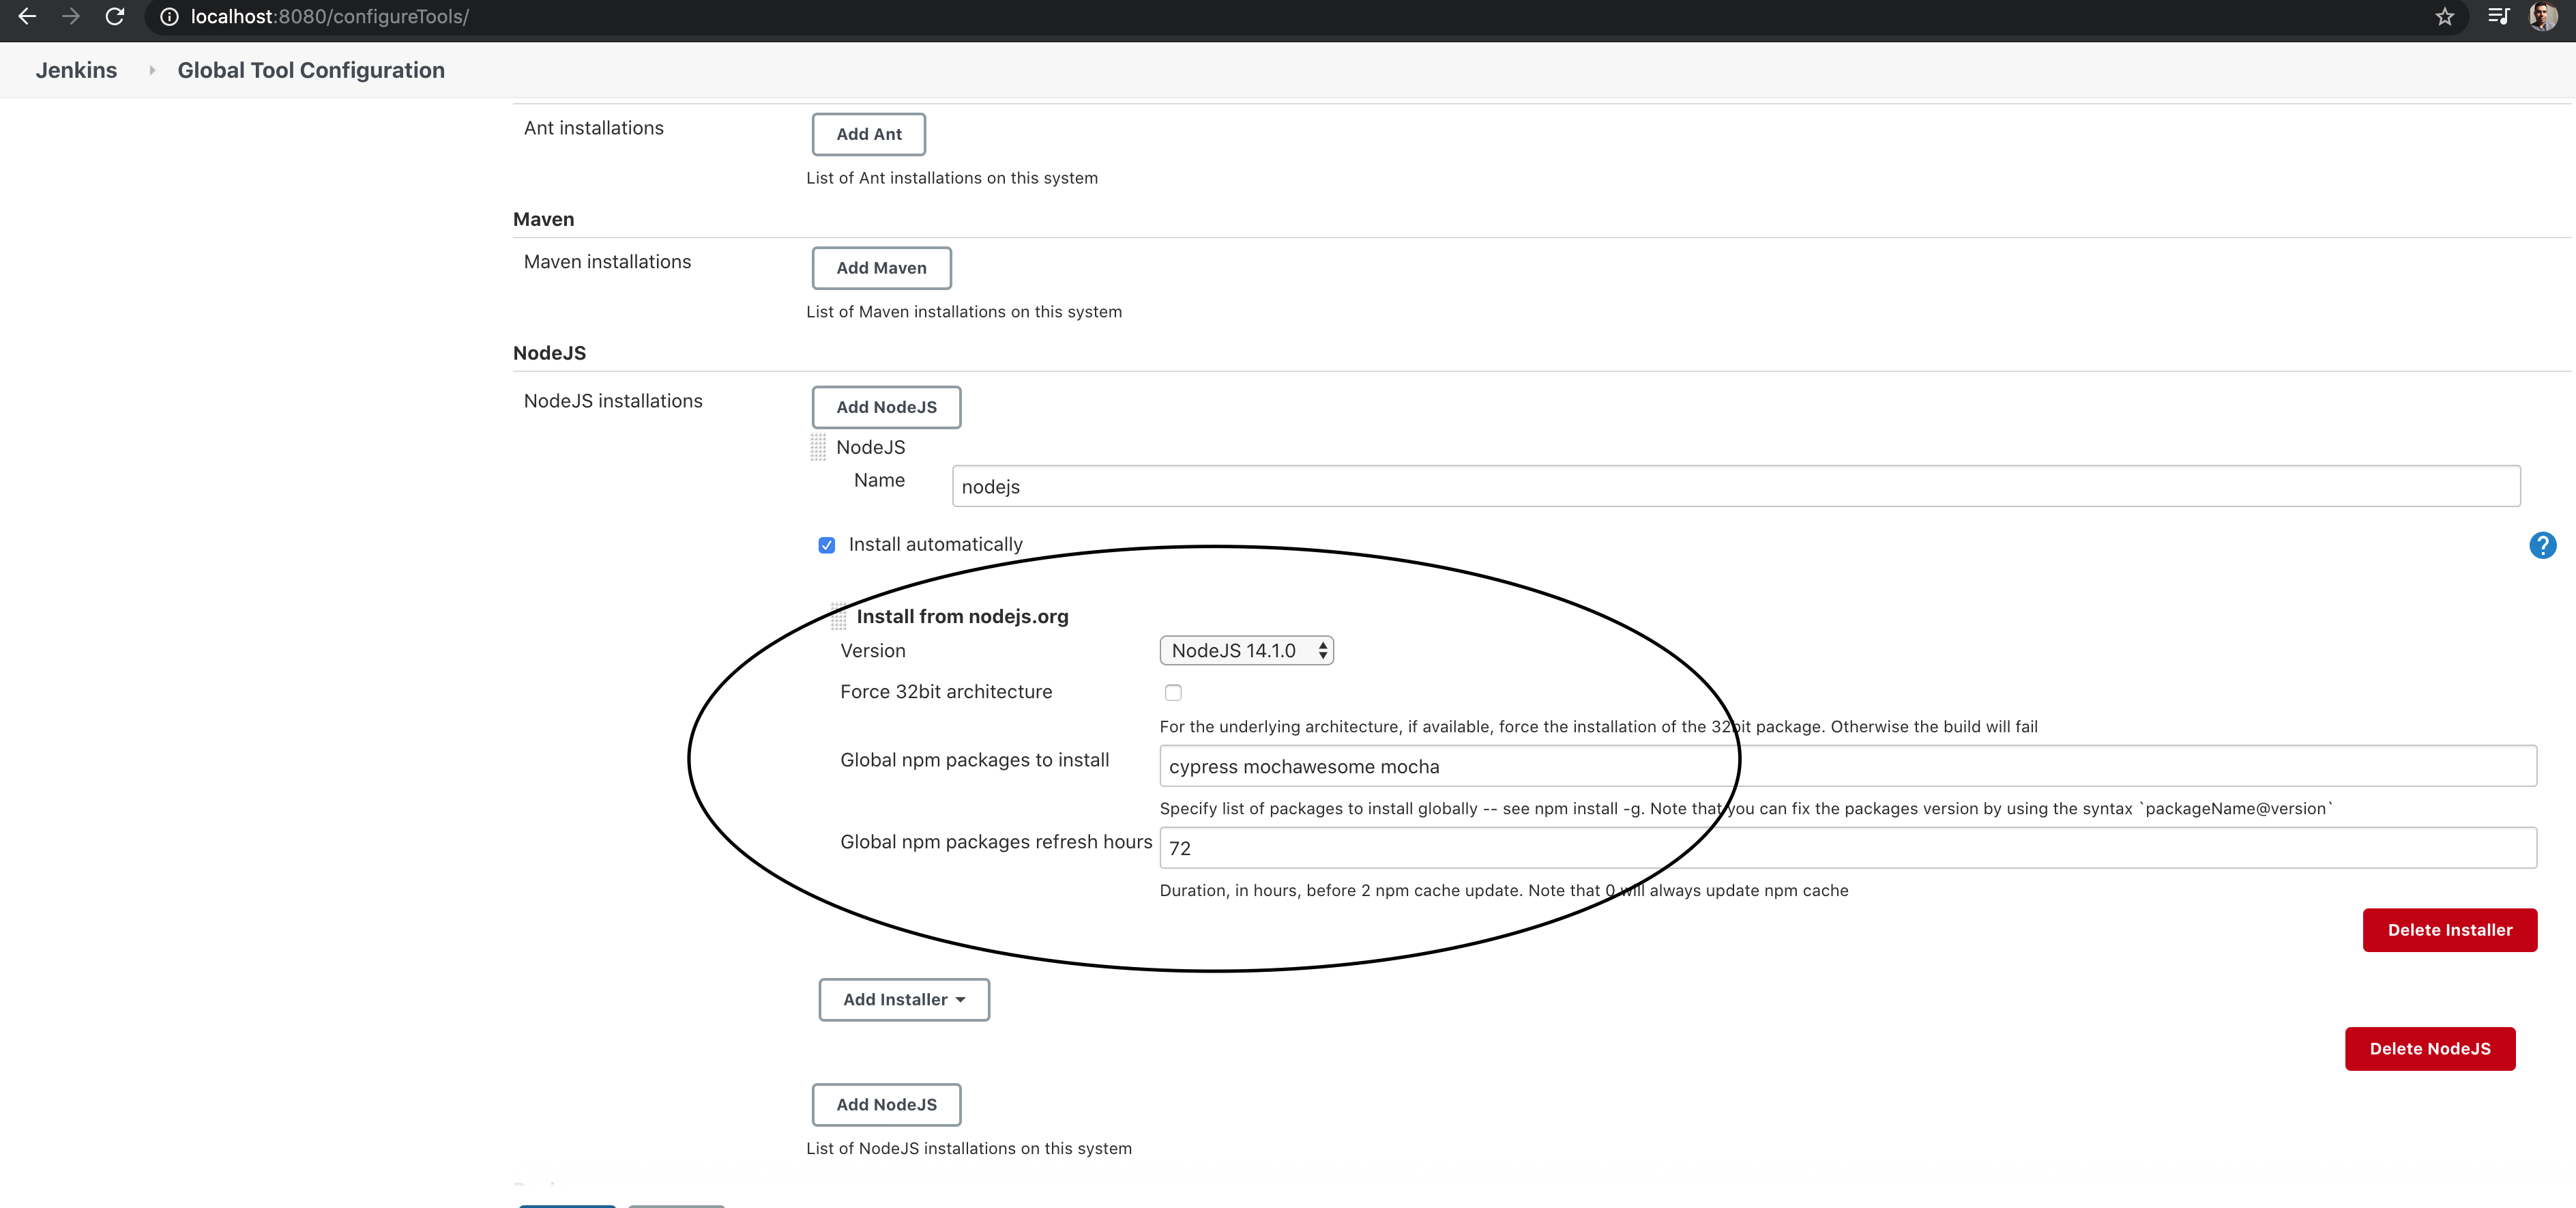 localhost:8080/configureTools/
Jenkins Global Tool Configuration
Ant installations Add Ant
List of Ant installations on this system
Maven
Maven installations Add Maven
List of Maven installations on this system
NodeJS
NodeJS installations Add NodeJS
NodeJS
Name nodejs
Install automatically ?
Install from nodejs.org
Version NodeJS 14.1.0
Force 32bit architecture
For the underlying architecture, if available, force the installation of the 32bit package. Otherwise the build will fail
Global npm packages to install cypress mochawesome mocha
Specify list of packages to install globally -- see npm install -g. Note that you can fix the packages version by using the syntax `packageName@version`
Global npm packages refresh hours 72
Duration, in hours, before 2 npm cache update. Note that 0 will always update npm cache
Delete Installer
Add Installer
Delete NodeJS
Add NodeJS
List of NodeJS installations on this system